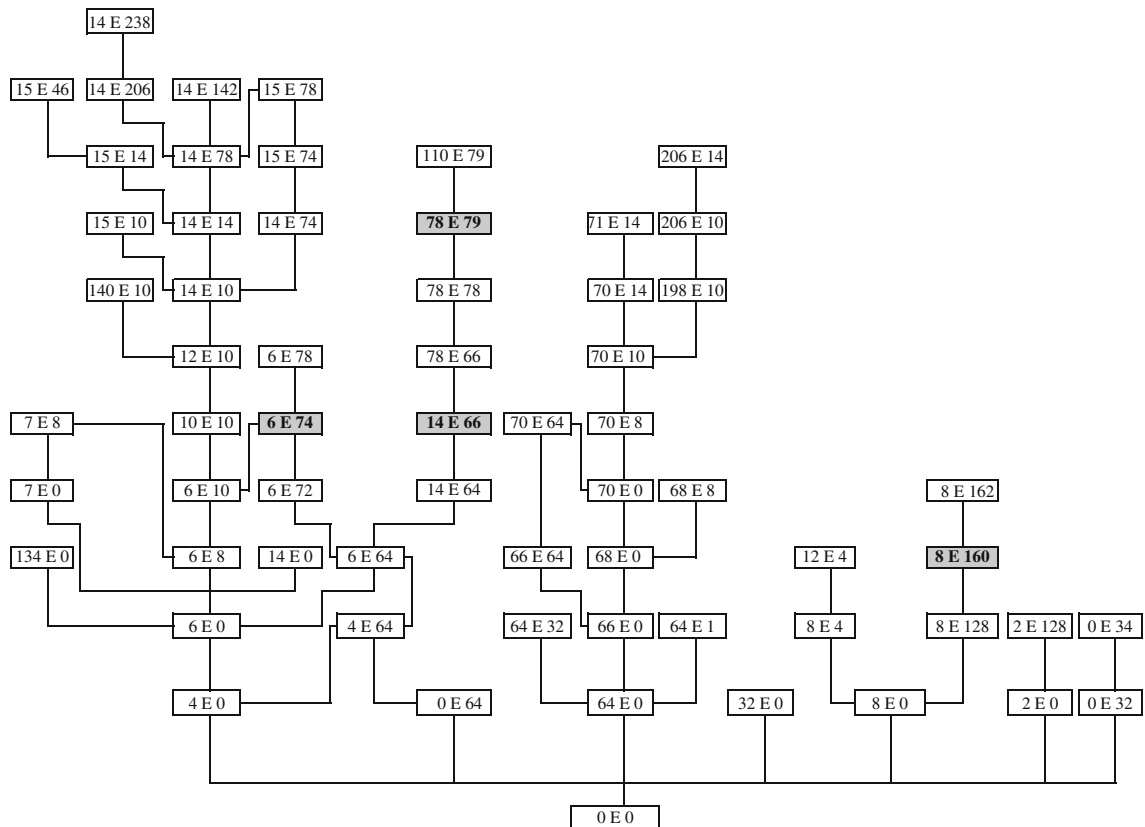 14 E 238
15 E 46
14 E 206
14 E 142
15 E 78
15 E 14
14 E 78
15 E 74
110 E 79
206 E 14
15 E 10
14 E 14
14 E 74
78 E 79
71 E 14
206 E 10
140 E 10
14 E 10
78 E 78
70 E 14
198 E 10
12 E 10
6 E 78
78 E 66
70 E 10
7 E 8
10 E 10
6 E 74
14 E 66
70 E 64
70 E 8
7 E 0
6 E 10
6 E 72
14 E 64
70 E 0
68 E 8
8 E 162
134 E 0
6 E 8
14 E 0
6 E 64
66 E 64
68 E 0
12 E 4
8 E 160
6 E 0
4 E 64
64 E 32
66 E 0
64 E 1
8 E 4
8 E 128
2 E 128
0 E 34
4 E 0
0 E 64
64 E 0
32 E 0
8 E 0
2 E 0
0 E 32
0 E 0